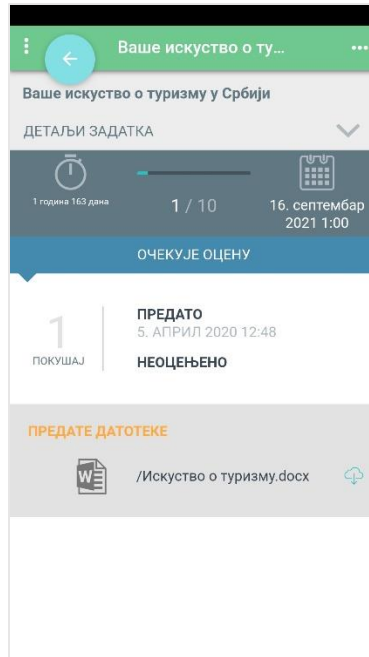 Ваше искуство о ту...
Ваше искуство о туризму у Србији
ДЕТАЉИ ЗАДАТКА
1 година 163 дана
1 / 10
16. септембар
2021 1:00
ОЧЕКУЈЕ ОЦЕНУ
1
ПОКУШАЈ
ПРЕДАТО
5. АПРИЛ 2020 12:48
НЕОЦЕЊЕНО
ПРЕДАТЕ ДАТОТЕКЕ
W
/Искуство о туризму.docx